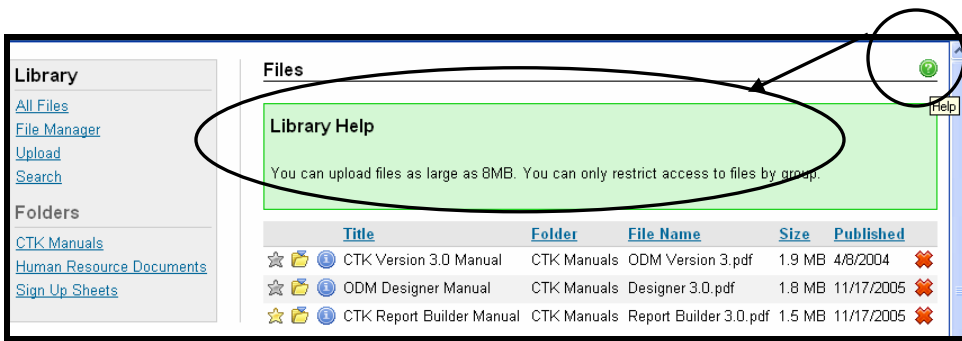 Library
All Files
File Manager
Upload
Search
Folders
CTK Manuals
Human Resource Documents
Sign Up Sheets
Files
Help
Library Help
You can upload files as large as 8MB. You can only restrict access to files by group.
Title Folder File Name Size Published
CTK Version 3.0 Manual CTK Manuals ODM Version 3.pdf 1.9 MB 4/8/2004
ODM Designer Manual CTK Manuals Designer 3.0.pdf 1.8 MB 11/17/2005
CTK Report Builder Manual CTK Manuals Report Builder 3.0.pdf 1.5 MB 11/17/2005